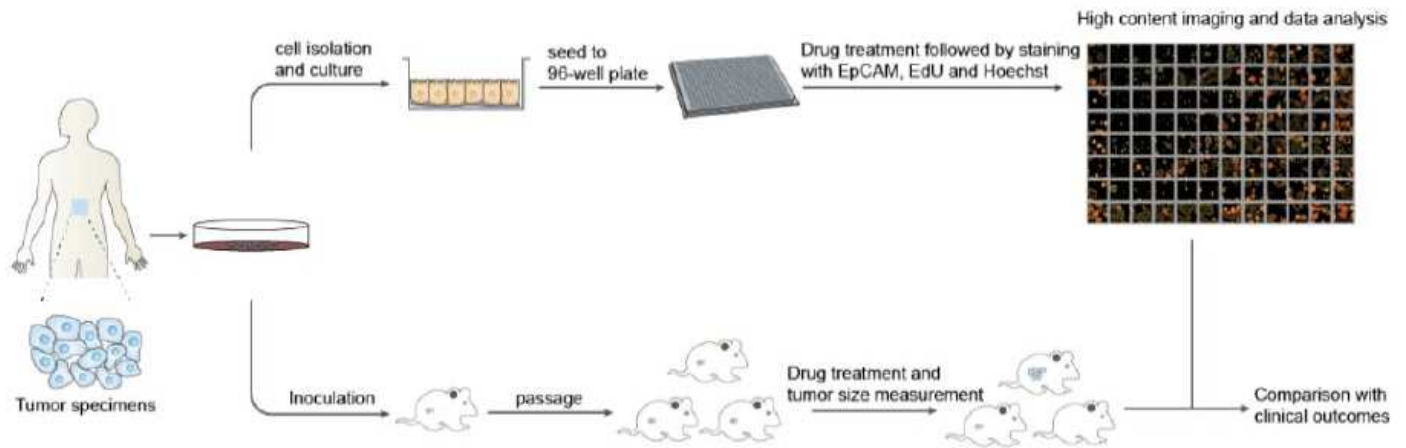 High content imaging and data analysis
cell isolation
and culture
seed to
96-well plate
Drug treatment followed by staining
with EpCAM, EdU and Hoechst
Tumor specimens
Inoculation
passage
Drug treatment and
tumor size measurement
Comparison with
clinical outcomes